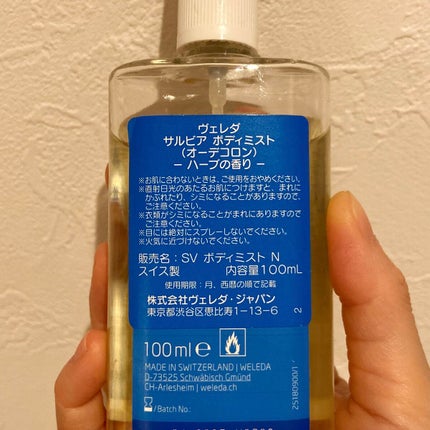 ヴェレダ
サルビア ボディミスト
(オーデコロン)
− ハーブの香り −
※お肌に合わないときは、ご使用をおやめください。
※直射日光のあたるお肌につけますと、まれに
かぶれたり、シミになることがありますので
ご注意ください。
※衣類がシミになることがありますので
ご注意ください。
※目には絶対にスプレーしないでください。
※火気に近づけないでください。
販売名：SV ボディミスト N
スイス製 内容量100mL
使用期限：月、西暦の順で記載
株式会社ヴェレダ・ジャパン
東京都渋谷区恵比寿1−13−6 2
100 ml e
MADE IN SWITZERLAND | WELEDA
D-73525 Schwäbisch Gmünd
CH-Arlesheim | weleda.ch
/Batch No.: